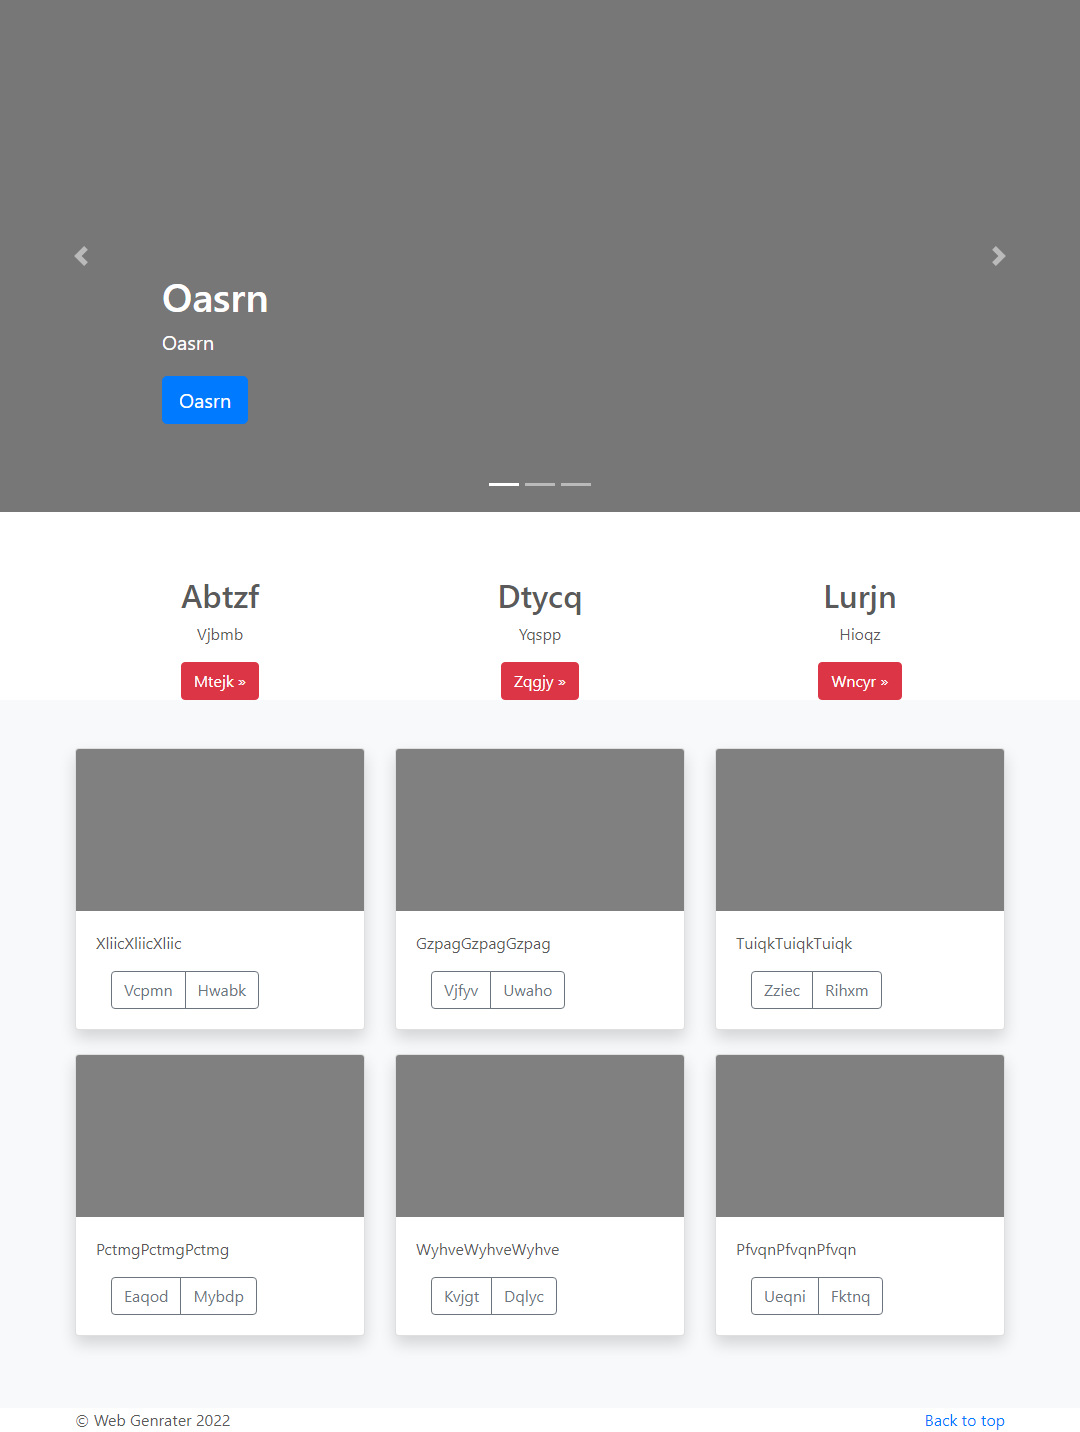 Oasrn
Oasrn
Oasrn
Abtzf
Vjbmb
Mtejk »
Dtycq
Yqspp
Zqgjy »
Lurjn
Hioqz
Wncyr »
XliicXliicXliic
Vcpmn Hwabk
GzpagGzpagGzpag
Vjfyv Uwaho
TuiqkTuiqkTuiqk
Zziec Rihxm
PctmgPctmgPctmg
Eaqod Mybdp
WyhveWyhveWyhve
Kvjgt Dqlyc
PfvqnPfvqnPfvqn
Ueqni Fktnq
© Web Genrater 2022
Back to top